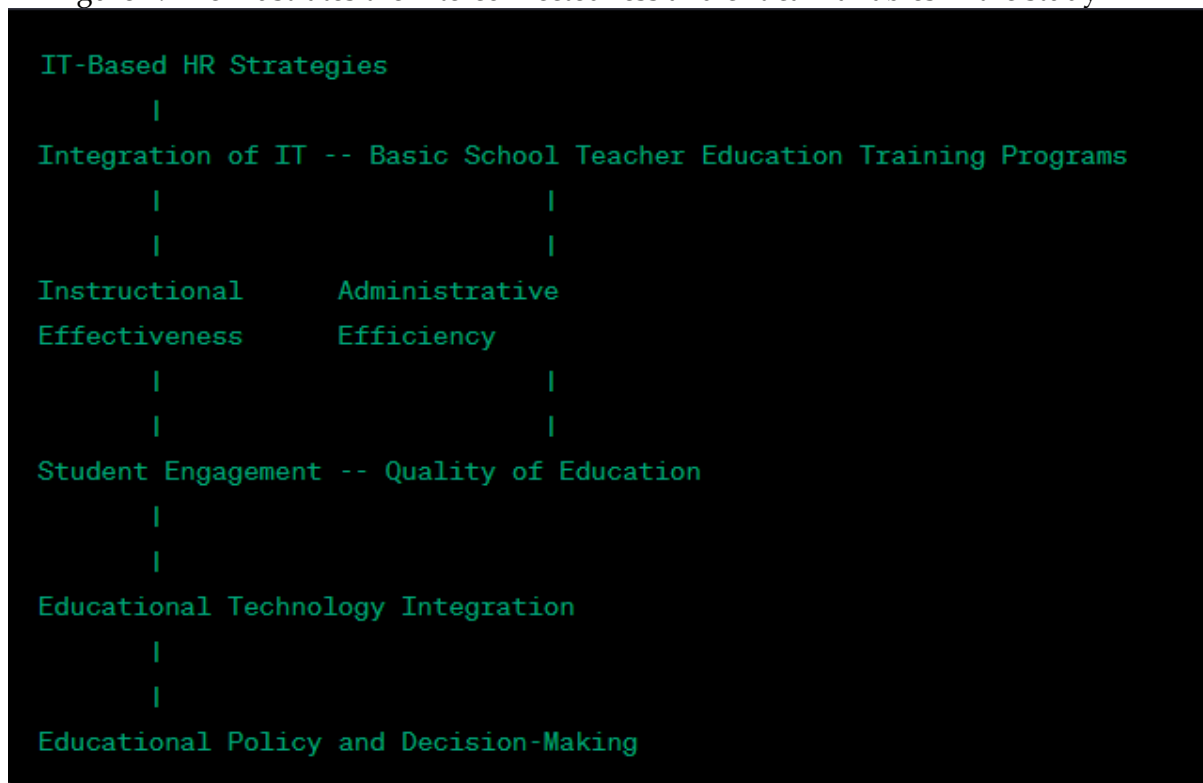 IT-Based HR Strategies
|
Integration of IT -- Basic School Teacher Education Training Programs
| |
| |
Instructional Administrative
Effectiveness Efficiency
| |
| |
Student Engagement -- Quality of Education
|
|
Educational Technology Integration
|
|
Educational Policy and Decision-Making